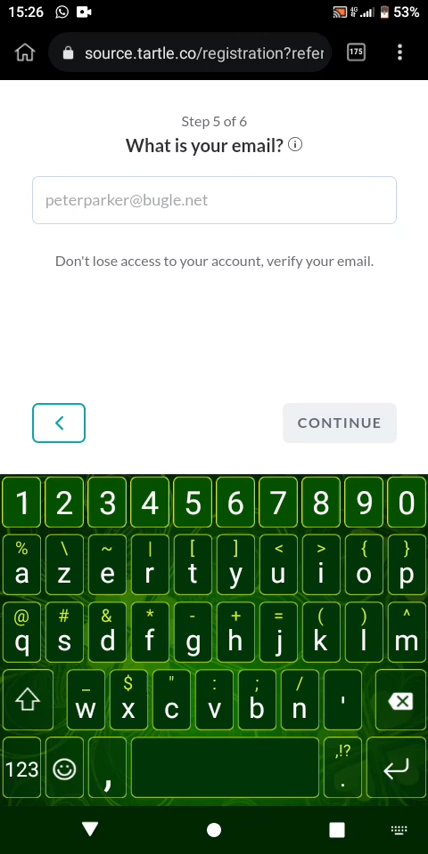 15:26 4G 53%
source.tartle.co/registration?refer 175
Step 5 of 6
What is your email?
peterparker@bugle.net
Don't lose access to your account, verify your email.
CONTINUE
1 2 3 4 5 6 7 8 9 0
% \ ~ | [ ] < > { }
a z e r t y u i o p
@ # & * - + = ( ) ^
q s d f g h j k l m
_ $ " : ; /
w x c v b n '
,!?
123 , .